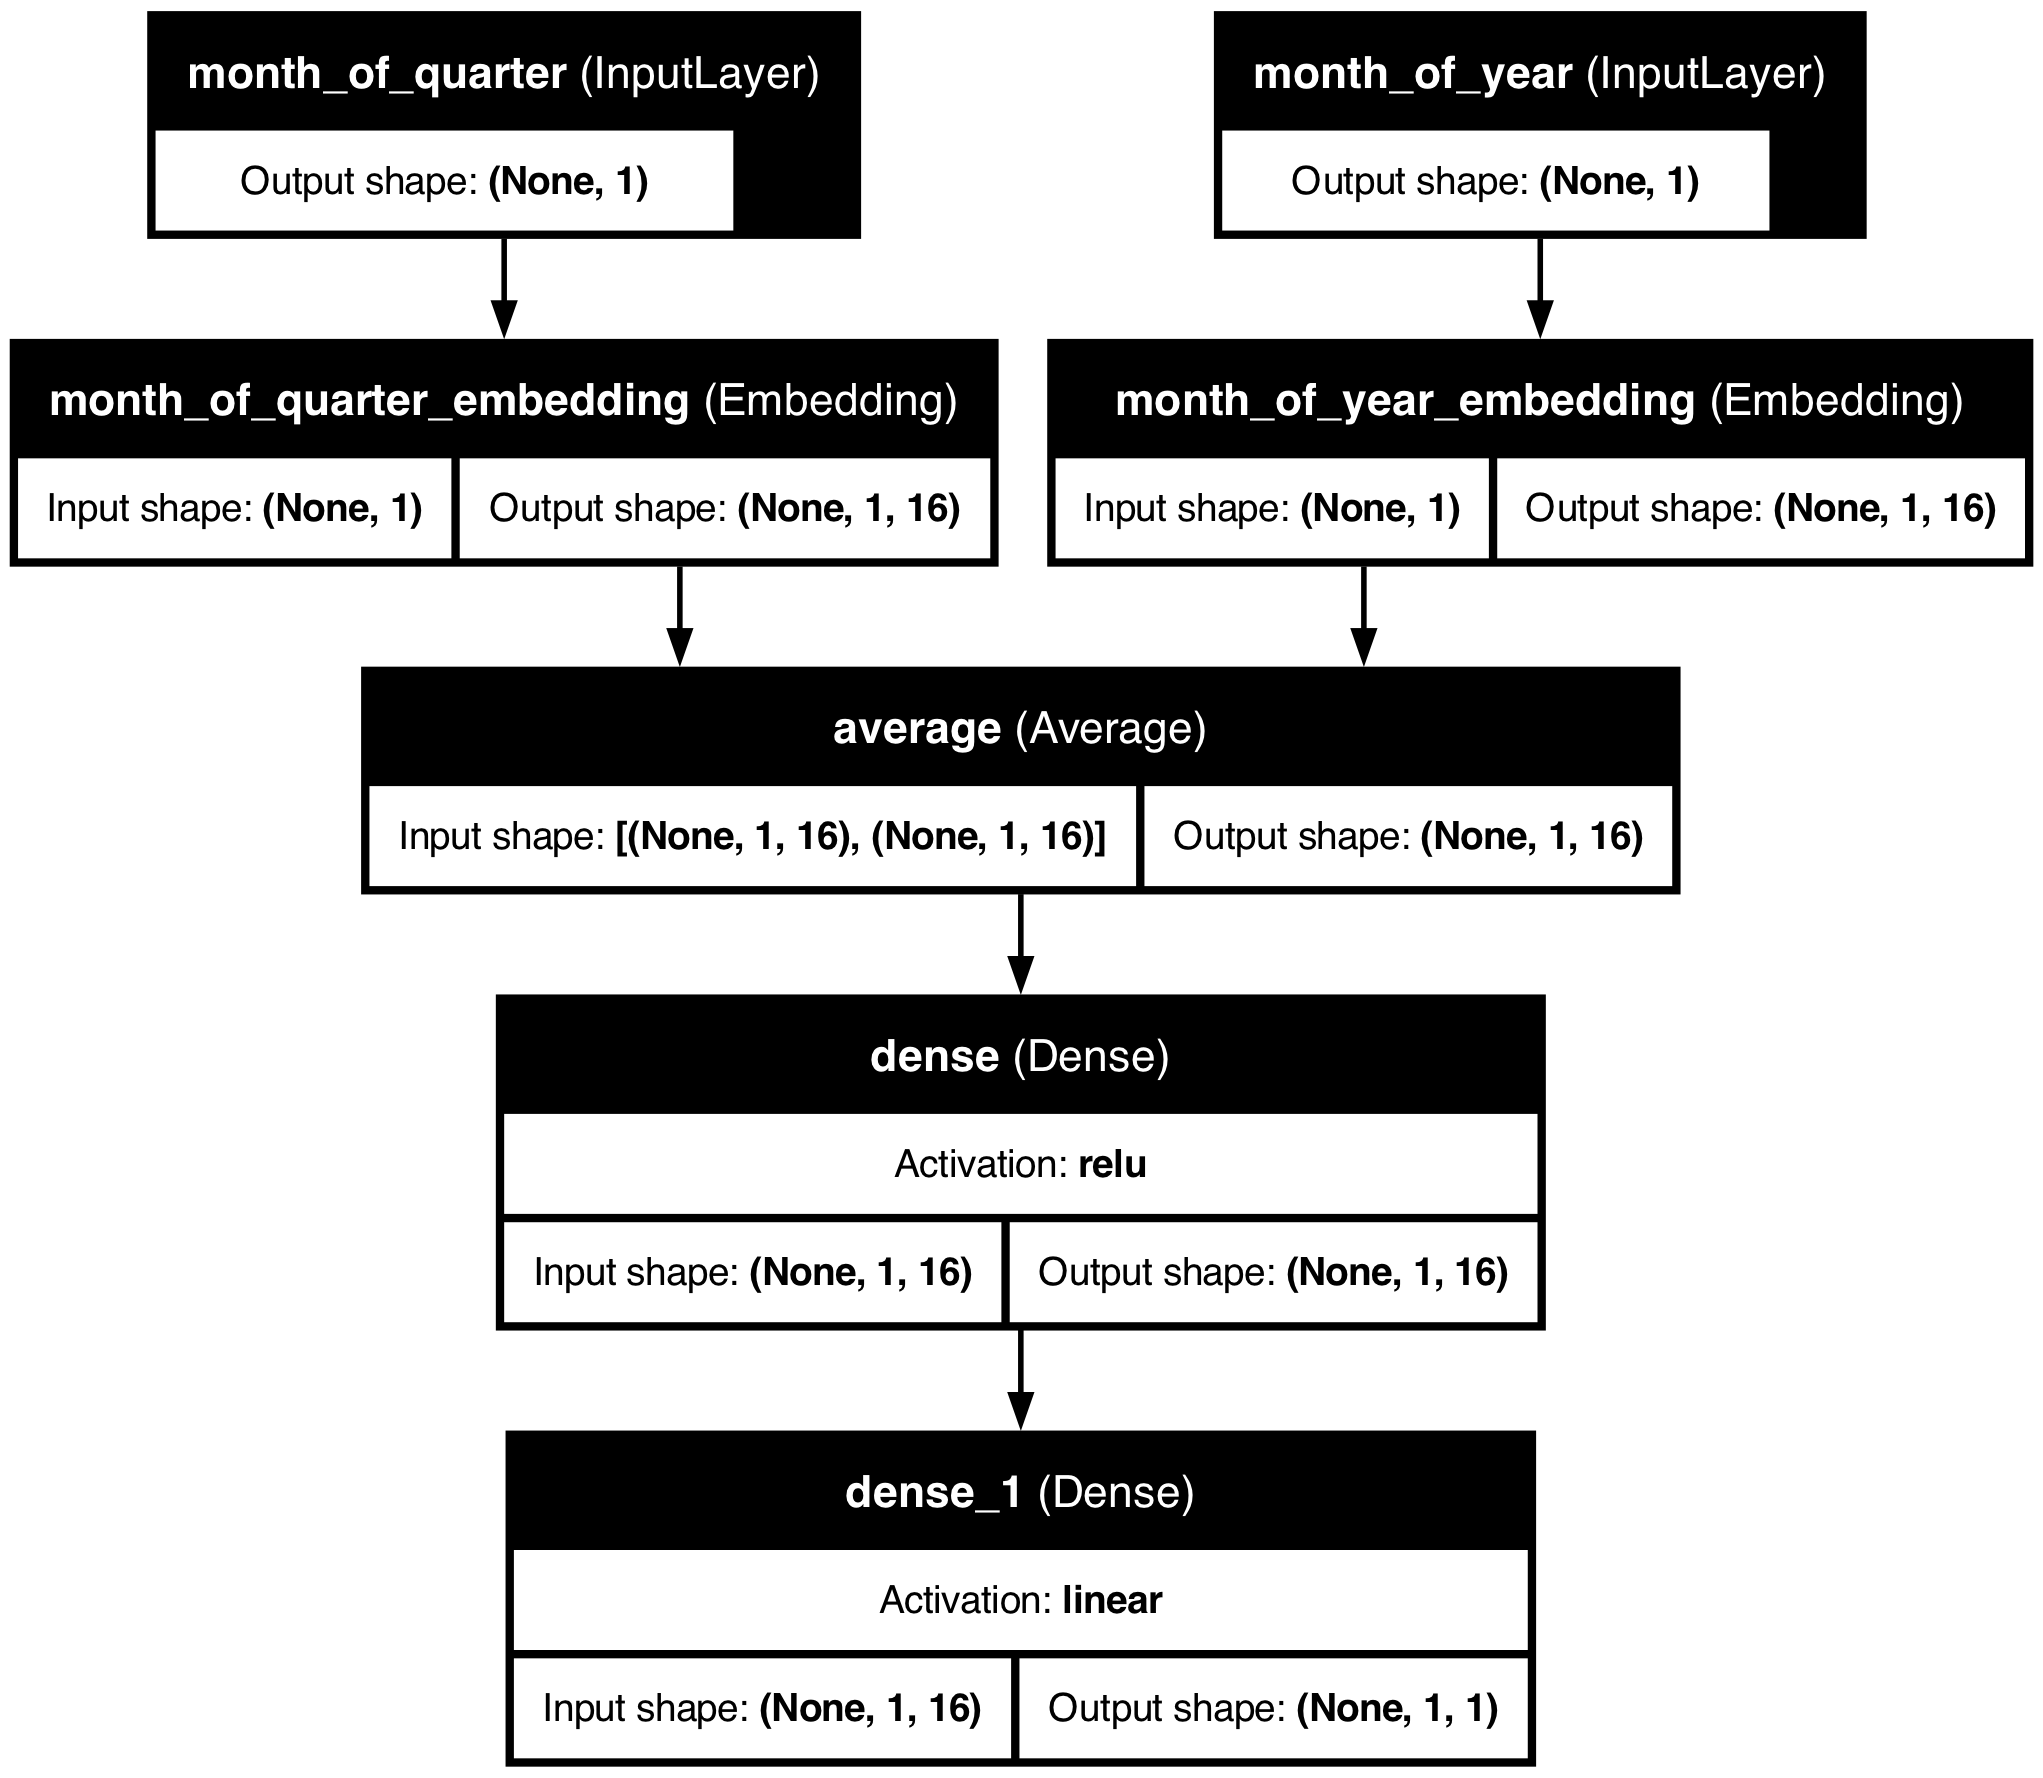 month_of_quarter (InputLayer)
Output shape: (None, 1)
month_of_year (InputLayer)
Output shape: (None, 1)
month_of_quarter_embedding (Embedding)
Input shape: (None, 1)
Output shape: (None, 1, 16)
month_of_year_embedding (Embedding)
Input shape: (None, 1)
Output shape: (None, 1, 16)
average (Average)
Input shape: [(None, 1, 16), (None, 1, 16)]
Output shape: (None, 1, 16)
dense (Dense)
Activation: relu
Input shape: (None, 1, 16)
Output shape: (None, 1, 16)
dense_1 (Dense)
Activation: linear
Input shape: (None, 1, 16)
Output shape: (None, 1, 1)